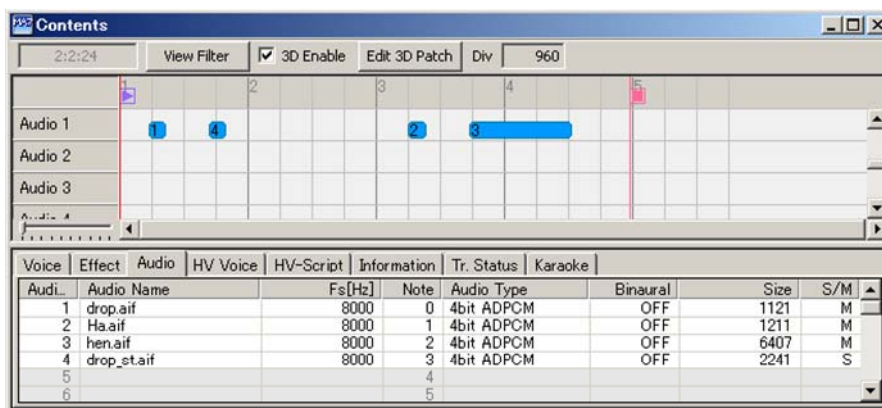 Contents
2:2:24 View Filter 3D Enable Edit 3D Patch Div 960
1 2 3 4 5
Audio 1 1 4 2 3
Audio 2
Audio 3
Voice Effect Audio HV Voice HV-Script Information Tr. Status Karaoke
Audi... Audio Name Fs[Hz] Note Audio Type Binaural Size S/M
1 drop.aif 8000 0 4bit ADPCM OFF 1121 M
2 Ha.aif 8000 1 4bit ADPCM OFF 1211 M
3 hen.aif 8000 2 4bit ADPCM OFF 6407 M
4 drop_st.aif 8000 3 4bit ADPCM OFF 2241 S
5 4
6 5